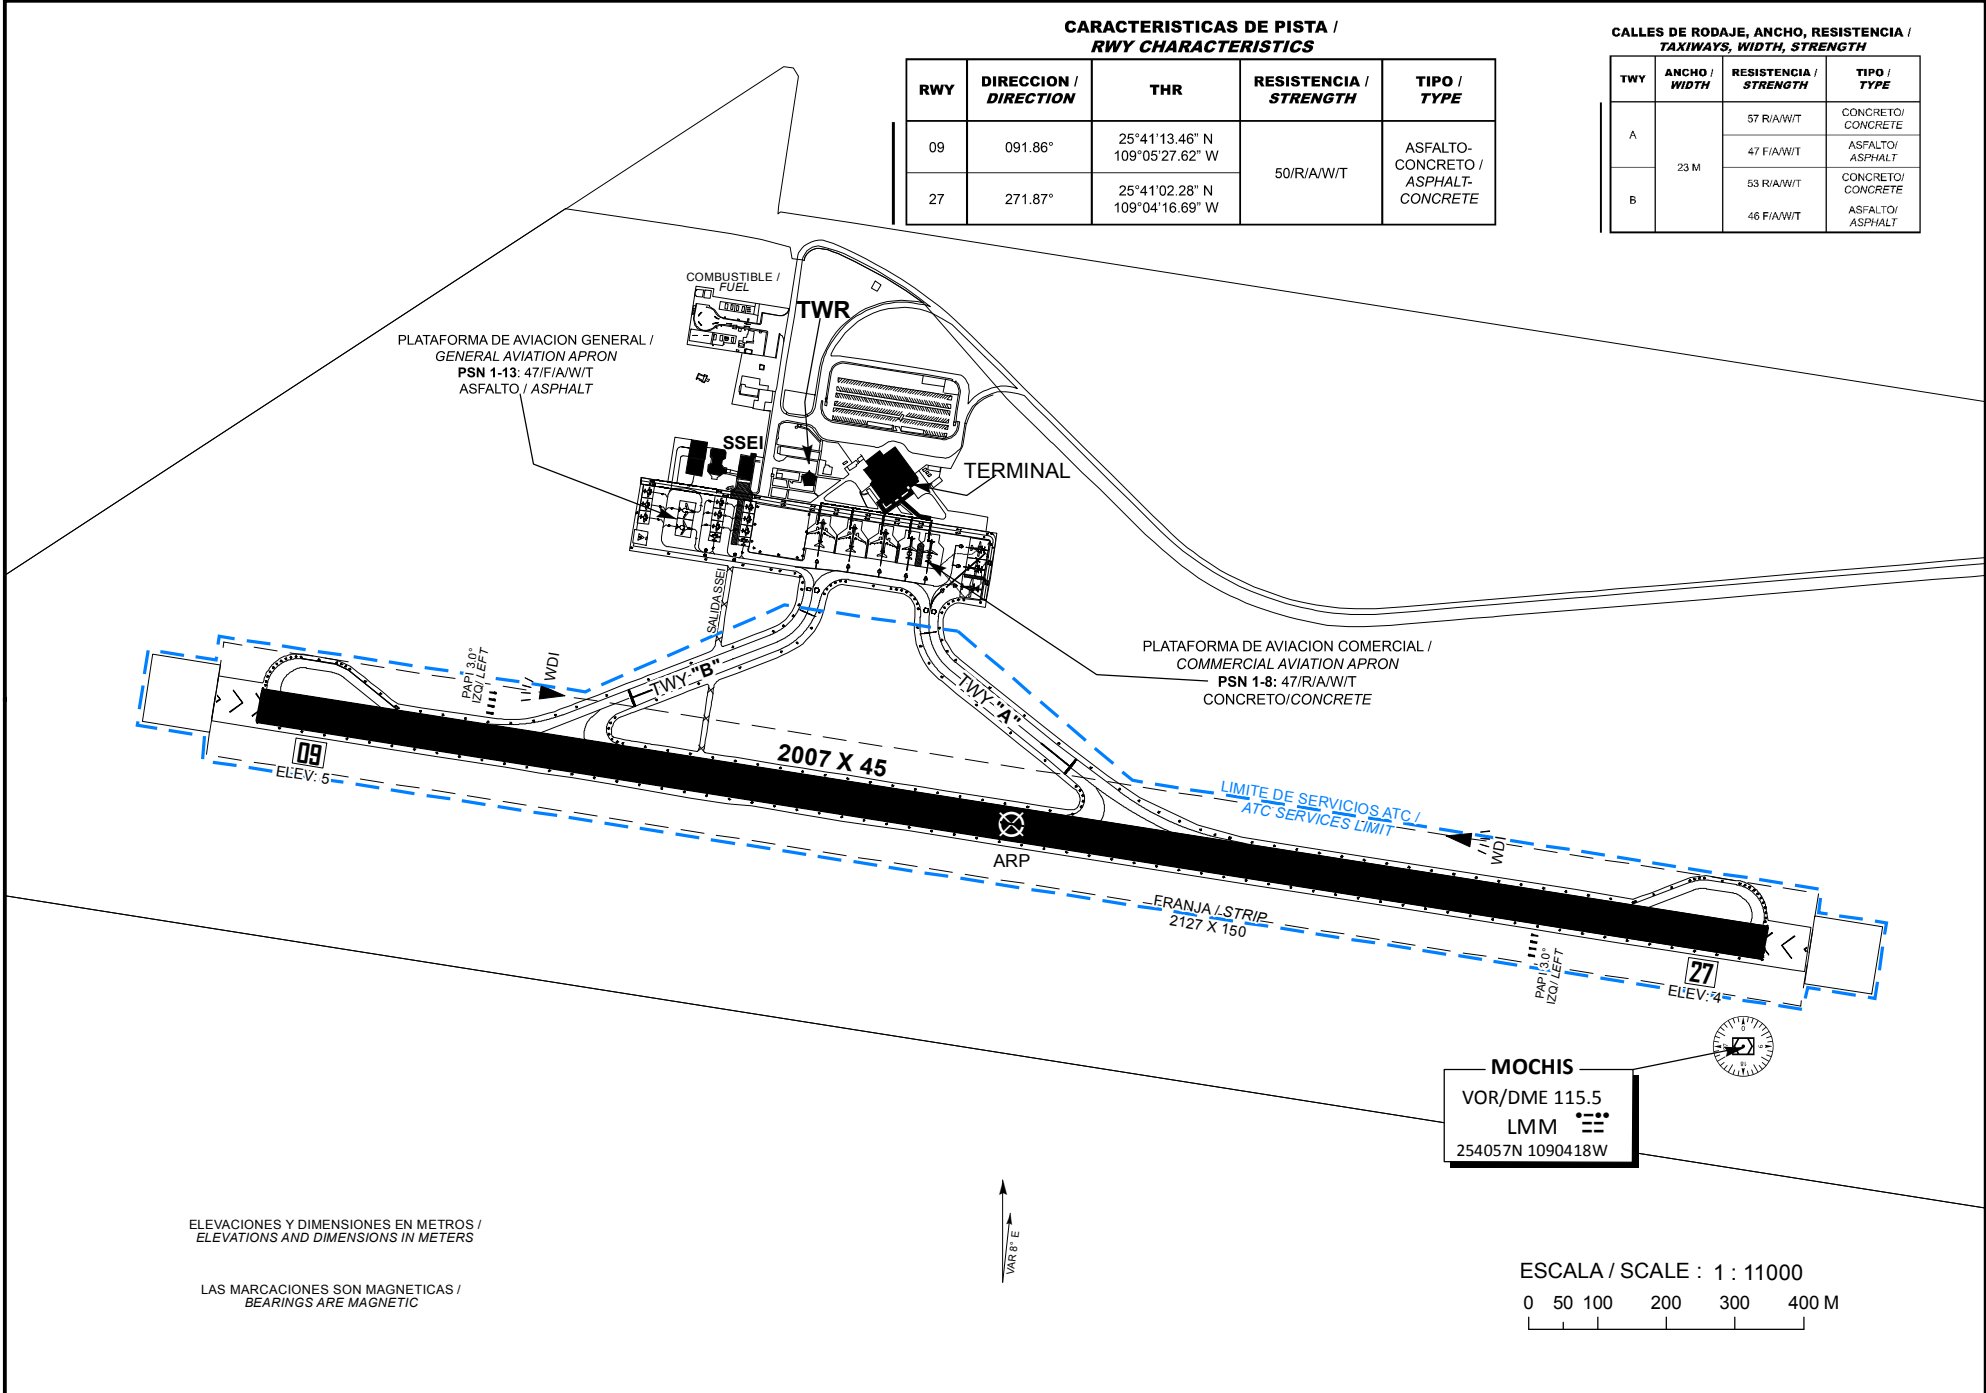 CARACTERISTICAS DE PISTA /
RWY CHARACTERISTICS
RWY
DIRECCION /
DIRECTION
THR
RESISTENCIA /
STRENGTH
TIPO /
TYPE
09
091.86°
25°41'13.46" N
109°05'27.62" W
50/R/A/W/T
ASFALTO-
CONCRETO /
ASPHALT-
CONCRETE
27
271.87°
25°41'02.28" N
109°04'16.69" W
CALLES DE RODAJE, ANCHO, RESISTENCIA /
TAXIWAYS, WIDTH, STRENGTH
TWY
ANCHO /
WIDTH
RESISTENCIA /
STRENGTH
TIPO /
TYPE
A
23 M
57 R/A/W/T
CONCRETO/
CONCRETE
47 F/A/W/T
ASFALTO/
ASPHALT
B
53 R/A/W/T
CONCRETO/
CONCRETE
46 F/A/W/T
ASFALTO/
ASPHALT
COMBUSTIBLE /
FUEL
TWR
PLATAFORMA DE AVIACION GENERAL /
GENERAL AVIATION APRON
PSN 1-13: 47/F/A/W/T
ASFALTO / ASPHALT
SSEI
TERMINAL
SALIDA SSEI
PLATAFORMA DE AVIACION COMERCIAL /
COMMERCIAL AVIATION APRON
PSN 1-8: 47/R/A/W/T
CONCRETO/CONCRETE
PAPI 3.0°
IZQ/ LEFT
WDI
TWY "B"
TWY "A"
09
ELEV: 5
2007 X 45
ARP
LIMITE DE SERVICIOS ATC /
ATC SERVICES LIMIT
WDI
FRANJA / STRIP
2127 X 150
PAPI 3.0°
IZQ/ LEFT
27
ELEV: 4
MOCHIS
VOR/DME 115.5
LMM
254057N 1090418W
VAR 8° E
ELEVACIONES Y DIMENSIONES EN METROS /
ELEVATIONS AND DIMENSIONS IN METERS
LAS MARCACIONES SON MAGNETICAS /
BEARINGS ARE MAGNETIC
ESCALA / SCALE : 1 : 11000
0 50 100 200 300 400 M